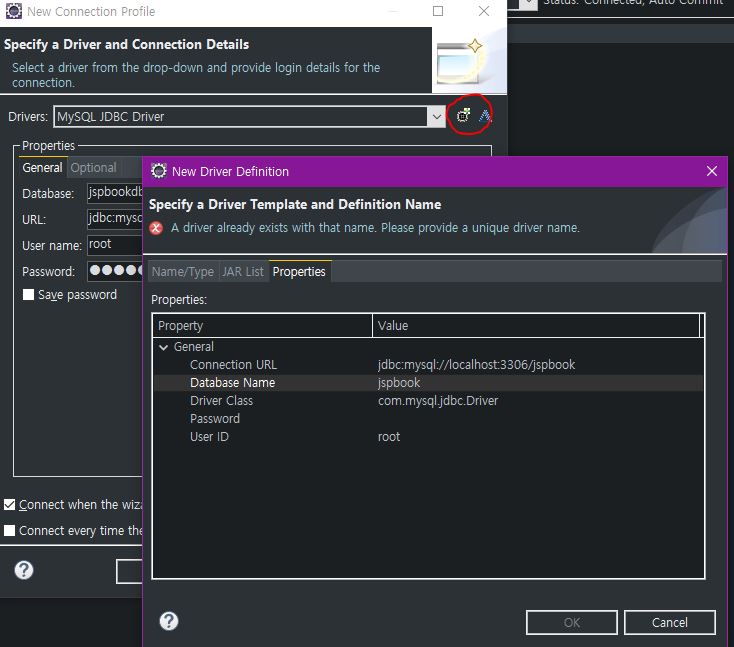 New Connection Profile
Status: Connected, Auto Commit
Specify a Driver and Connection Details
Select a driver from the drop-down and provide login details for the
connection.
Drivers: MySQL JDBC Driver
Properties
General Optional
Database: jspbookdb
URL: jdbc:mysq
User name: root
Password: ●●●●●
Save password
Connect when the wiza
Connect every time the
New Driver Definition
Specify a Driver Template and Definition Name
A driver already exists with that name. Please provide a unique driver name.
Name/Type JAR List Properties
Properties:
Property Value
General
Connection URL jdbc:mysql://localhost:3306/jspbook
Database Name jspbook
Driver Class com.mysql.jdbc.Driver
Password
User ID root
OK Cancel